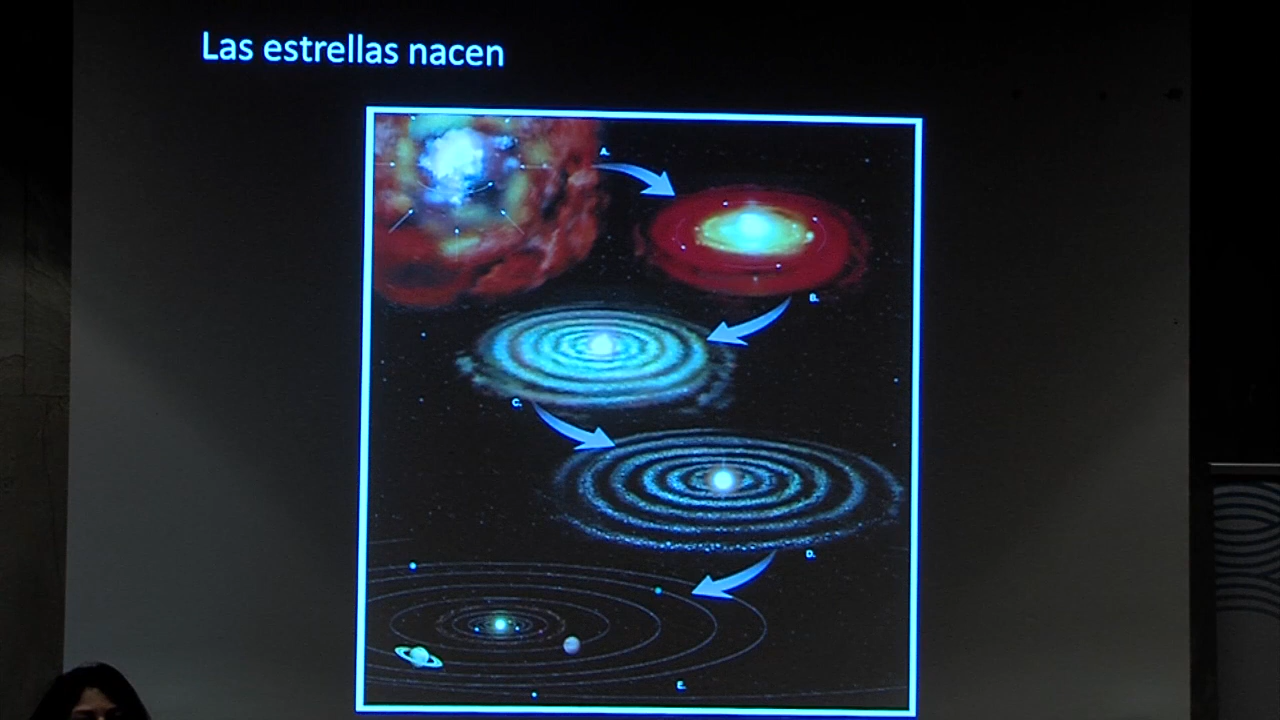 Las estrellas nacen
A.
B.
C.
D.
E.